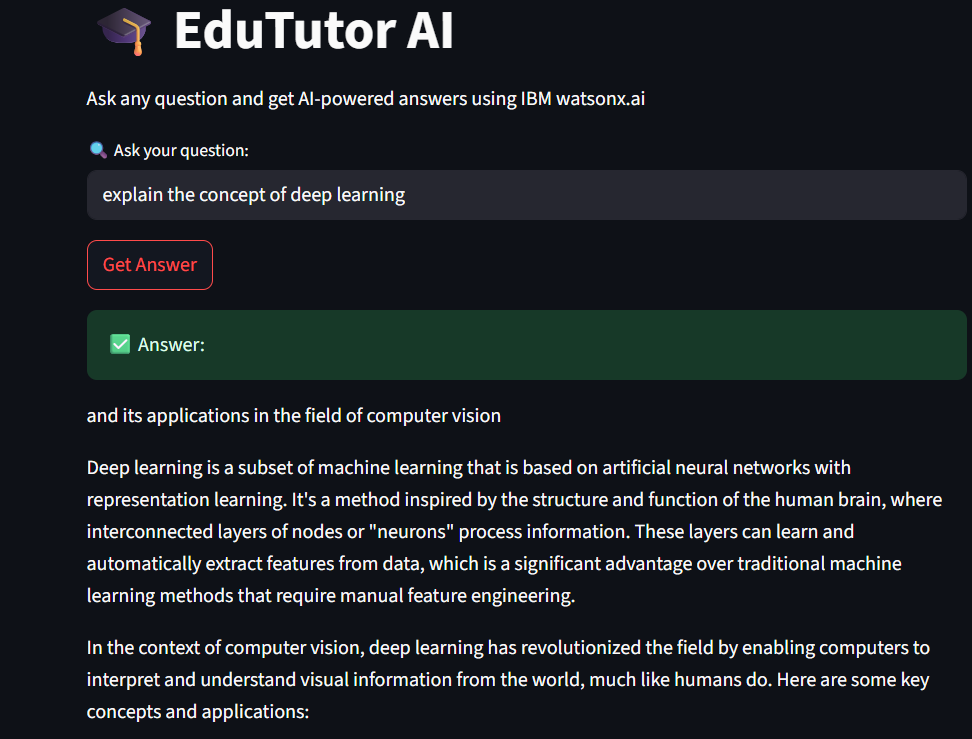 EduTutor AI
Ask any question and get AI-powered answers using IBM watsonx.ai
Ask your question:
explain the concept of deep learning
Get Answer
Answer:
and its applications in the field of computer vision
Deep learning is a subset of machine learning that is based on artificial neural networks with
representation learning. It's a method inspired by the structure and function of the human brain, where
interconnected layers of nodes or "neurons" process information. These layers can learn and
automatically extract features from data, which is a significant advantage over traditional machine
learning methods that require manual feature engineering.
In the context of computer vision, deep learning has revolutionized the field by enabling computers to
interpret and understand visual information from the world, much like humans do. Here are some key
concepts and applications: